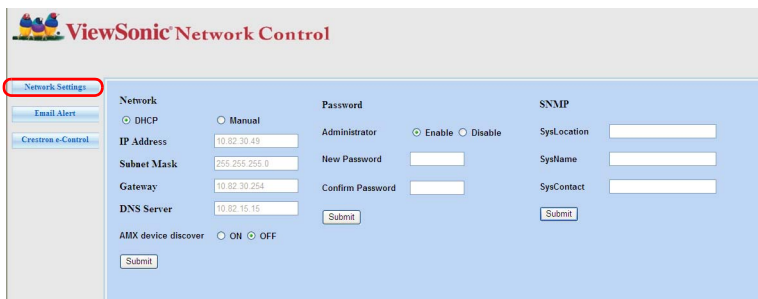 ViewSonic® Network Control
Network Settings
Email Alert
Crestron e-Control
Network
DHCP Manual
IP Address 10.82.30.49
Subnet Mask 255.255.255.0
Gateway 10.82.30.254
DNS Server 10.82.15.15
AMX device discover ON OFF
Submit
Password
Administrator Enable Disable
New Password
Confirm Password
Submit
SNMP
SysLocation
SysName
SysContact
Submit